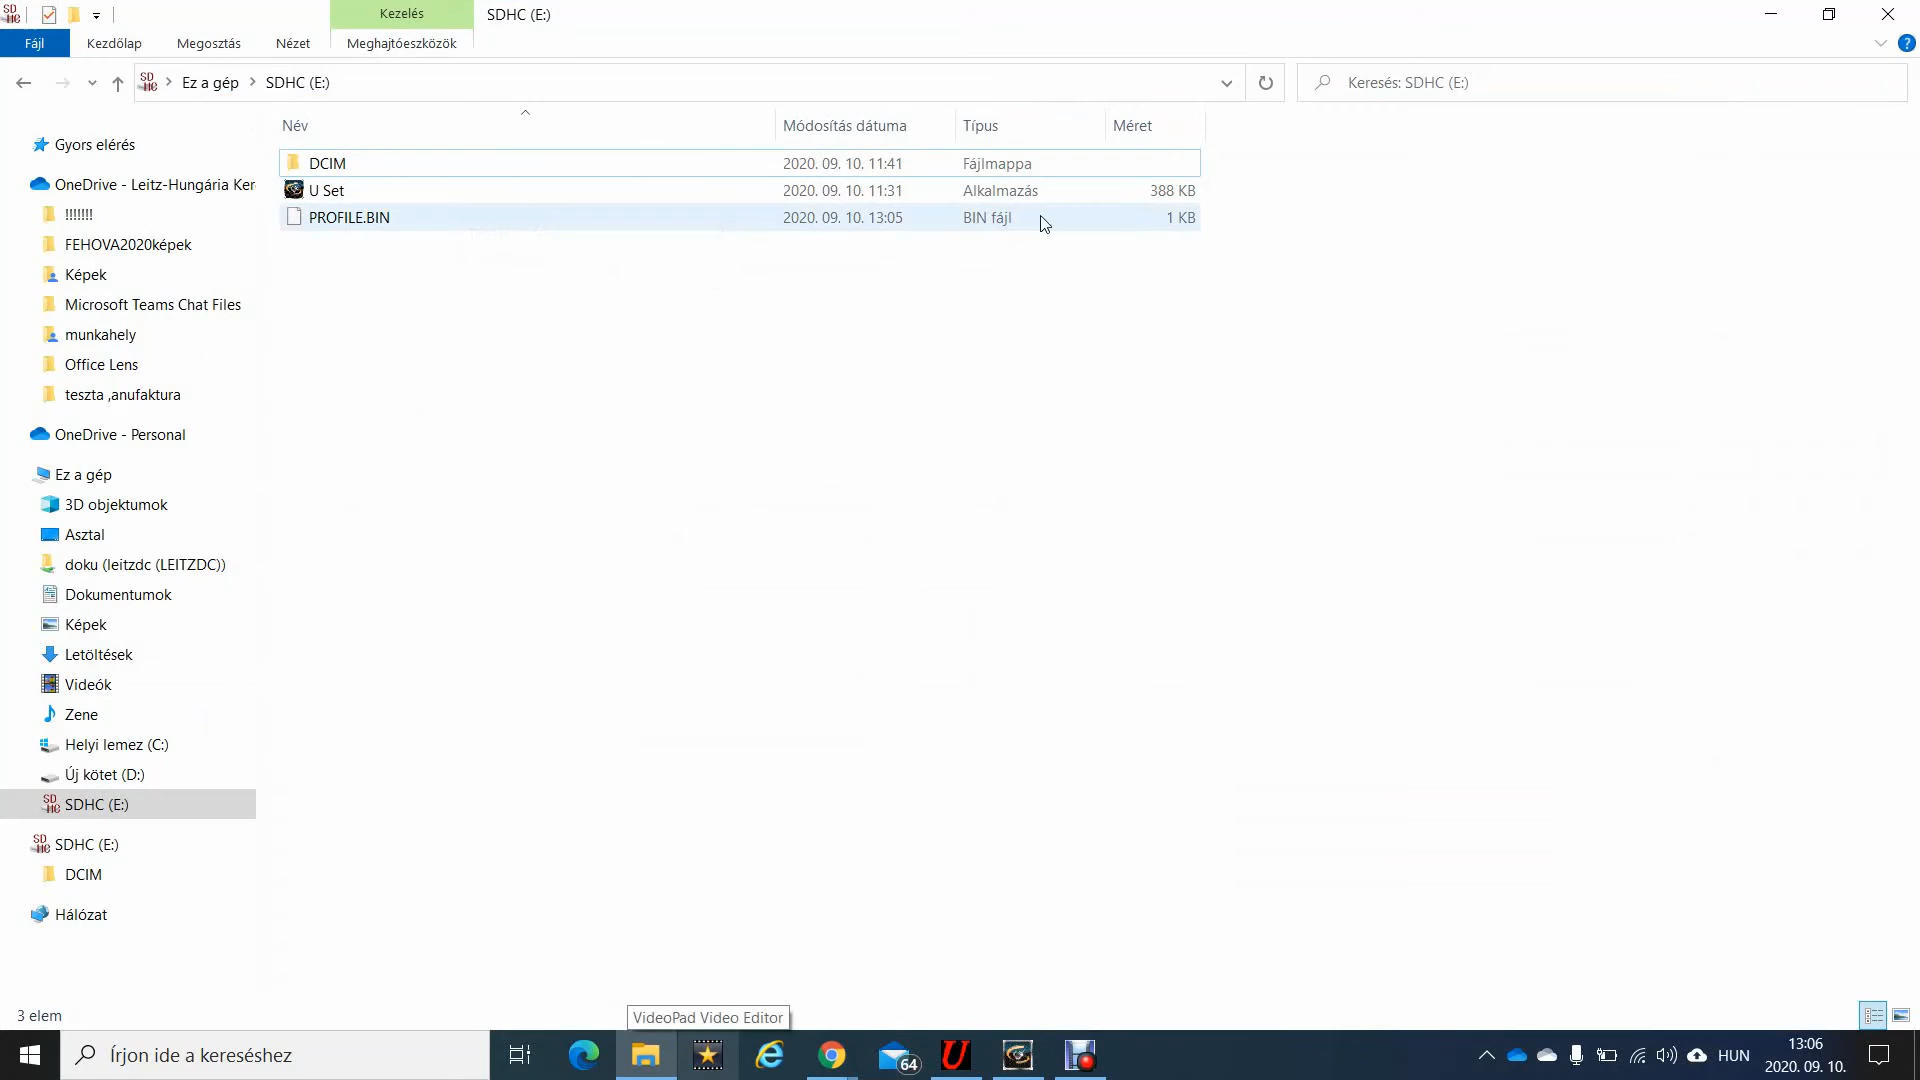 Kezelés
SDHC (E:)
Fájl
Kezdőlap
Megosztás
Nézet
Meghajtóeszközök
Ez a gép
SDHC (E:)
Keresés: SDHC (E:)
Név
Módosítás dátuma
Típus
Méret
DCIM
2020. 09. 10. 11:41
Fájlmappa
U Set
2020. 09. 10. 11:31
Alkalmazás
388 KB
PROFILE.BIN
2020. 09. 10. 13:05
BIN fájl
1 KB
Gyors elérés
OneDrive - Leitz-Hungária Ker
!!!!!!!
FEHOVA2020képek
Képek
Microsoft Teams Chat Files
munkahely
Office Lens
teszta ,anufaktura
OneDrive - Personal
Ez a gép
3D objektumok
Asztal
doku (leitzdc (LEITZDC))
Dokumentumok
Képek
Letöltések
Videók
Zene
Helyi lemez (C:)
Új kötet (D:)
SDHC (E:)
SDHC (E:)
DCIM
Hálózat
3 elem
VideoPad Video Editor
Írjon ide a kereséshez
64
HUN
13:06
2020. 09. 10.